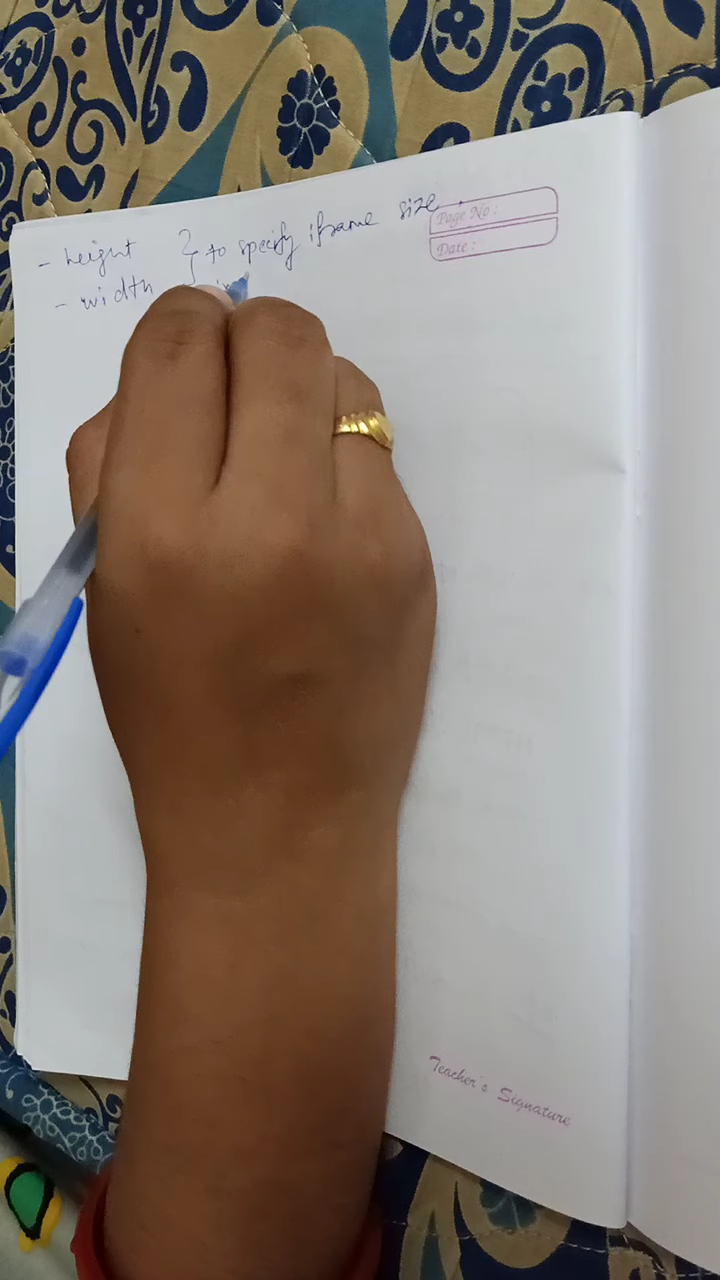 - height } to specify iframe size.
- width
Page No :
Date :
Teacher's Signature